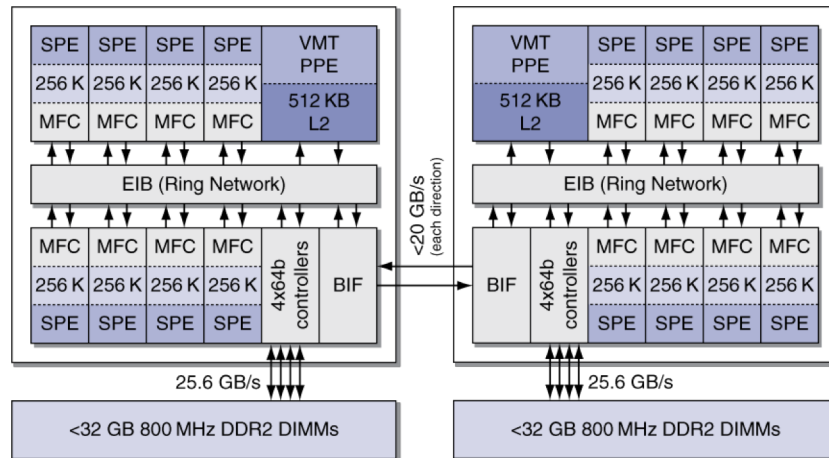 SPE SPE SPE SPE VMT PPE
256 K 256 K 256 K 256 K 512 KB L2
MFC MFC MFC MFC
EIB (Ring Network)
MFC MFC MFC MFC 4x64b controllers BIF
256 K 256 K 256 K 256 K
SPE SPE SPE SPE
25.6 GB/s
<32 GB 800 MHz DDR2 DIMMs
<20 GB/s
(each direction)
VMT PPE SPE SPE SPE SPE
512 KB L2 256 K 256 K 256 K 256 K
MFC MFC MFC MFC
EIB (Ring Network)
BIF 4x64b controllers MFC MFC MFC MFC
256 K 256 K 256 K 256 K
SPE SPE SPE SPE
25.6 GB/s
<32 GB 800 MHz DDR2 DIMMs